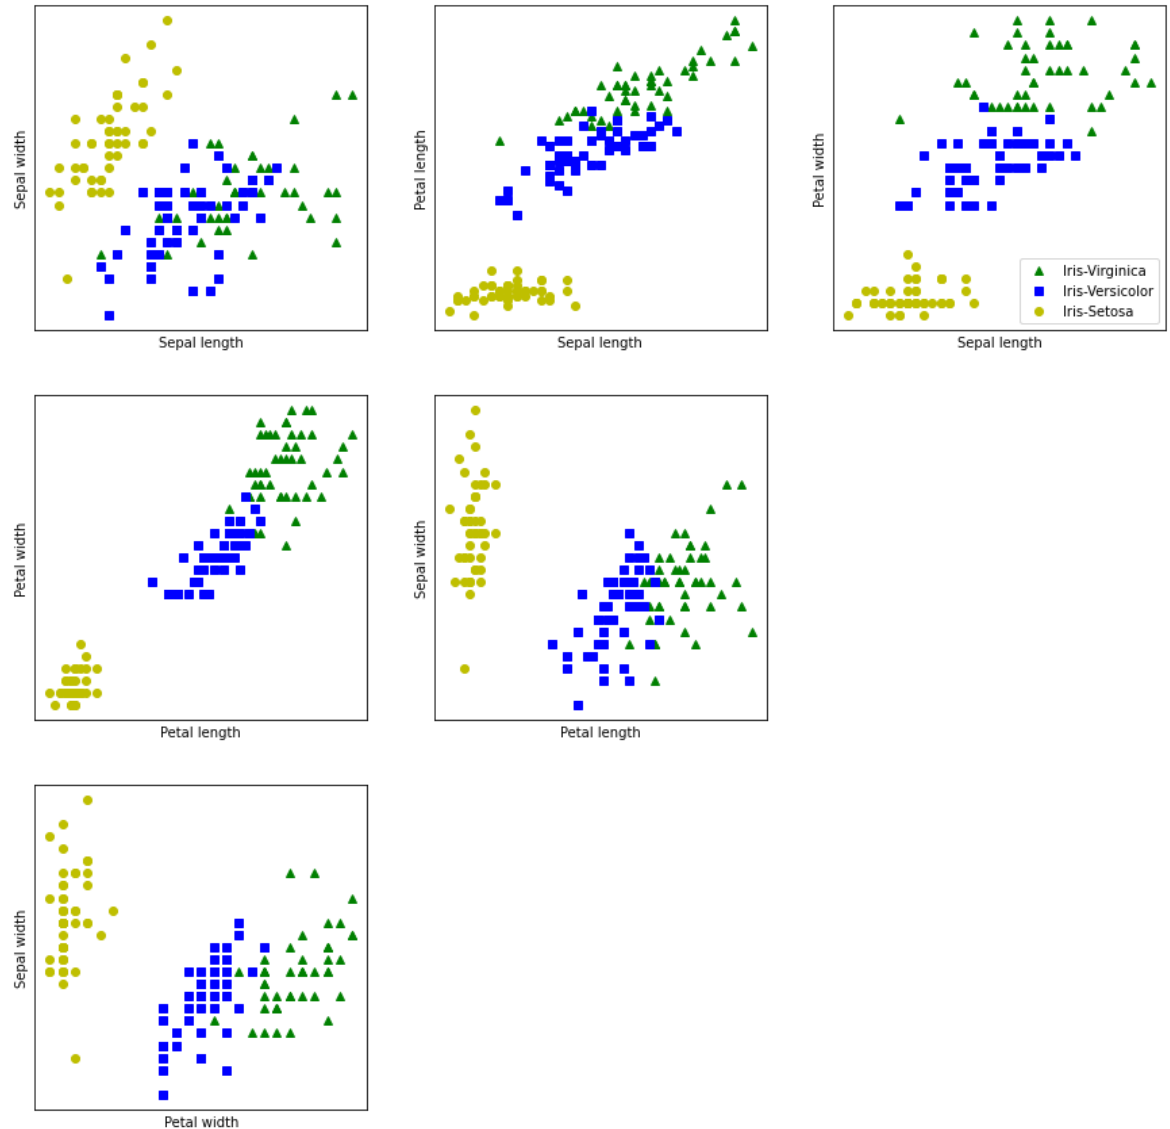 Sepal width
Sepal length
Petal length
Sepal length
Petal width
Iris-Virginica
Iris-Versicolor
Iris-Setosa
Sepal length
Petal width
Petal length
Sepal width
Petal length
Sepal width
Petal width